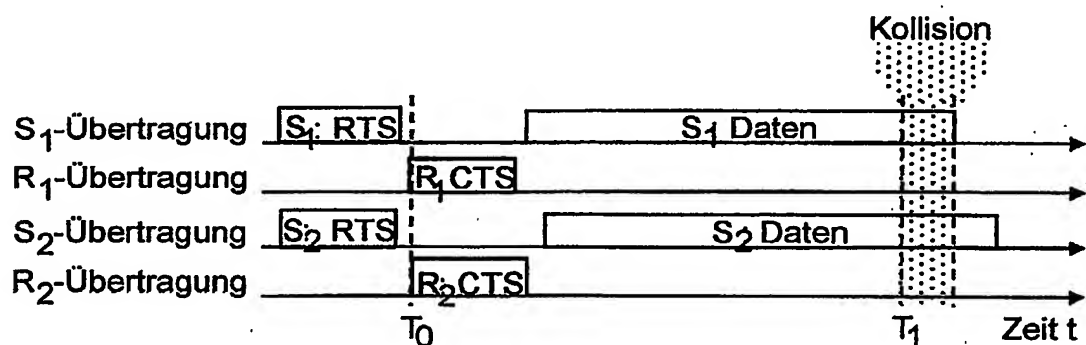 Kollision
S1-Übertragung S1: RTS S1 Daten
R1-Übertragung R1 CTS
S2-Übertragung S2 RTS S2 Daten
R2-Übertragung R2 CTS
T0 T1 Zeit t